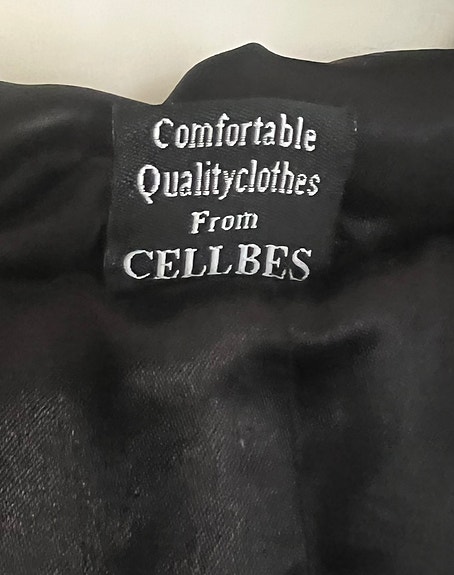 Comfortable
Qualityclothes
From
CELLBES